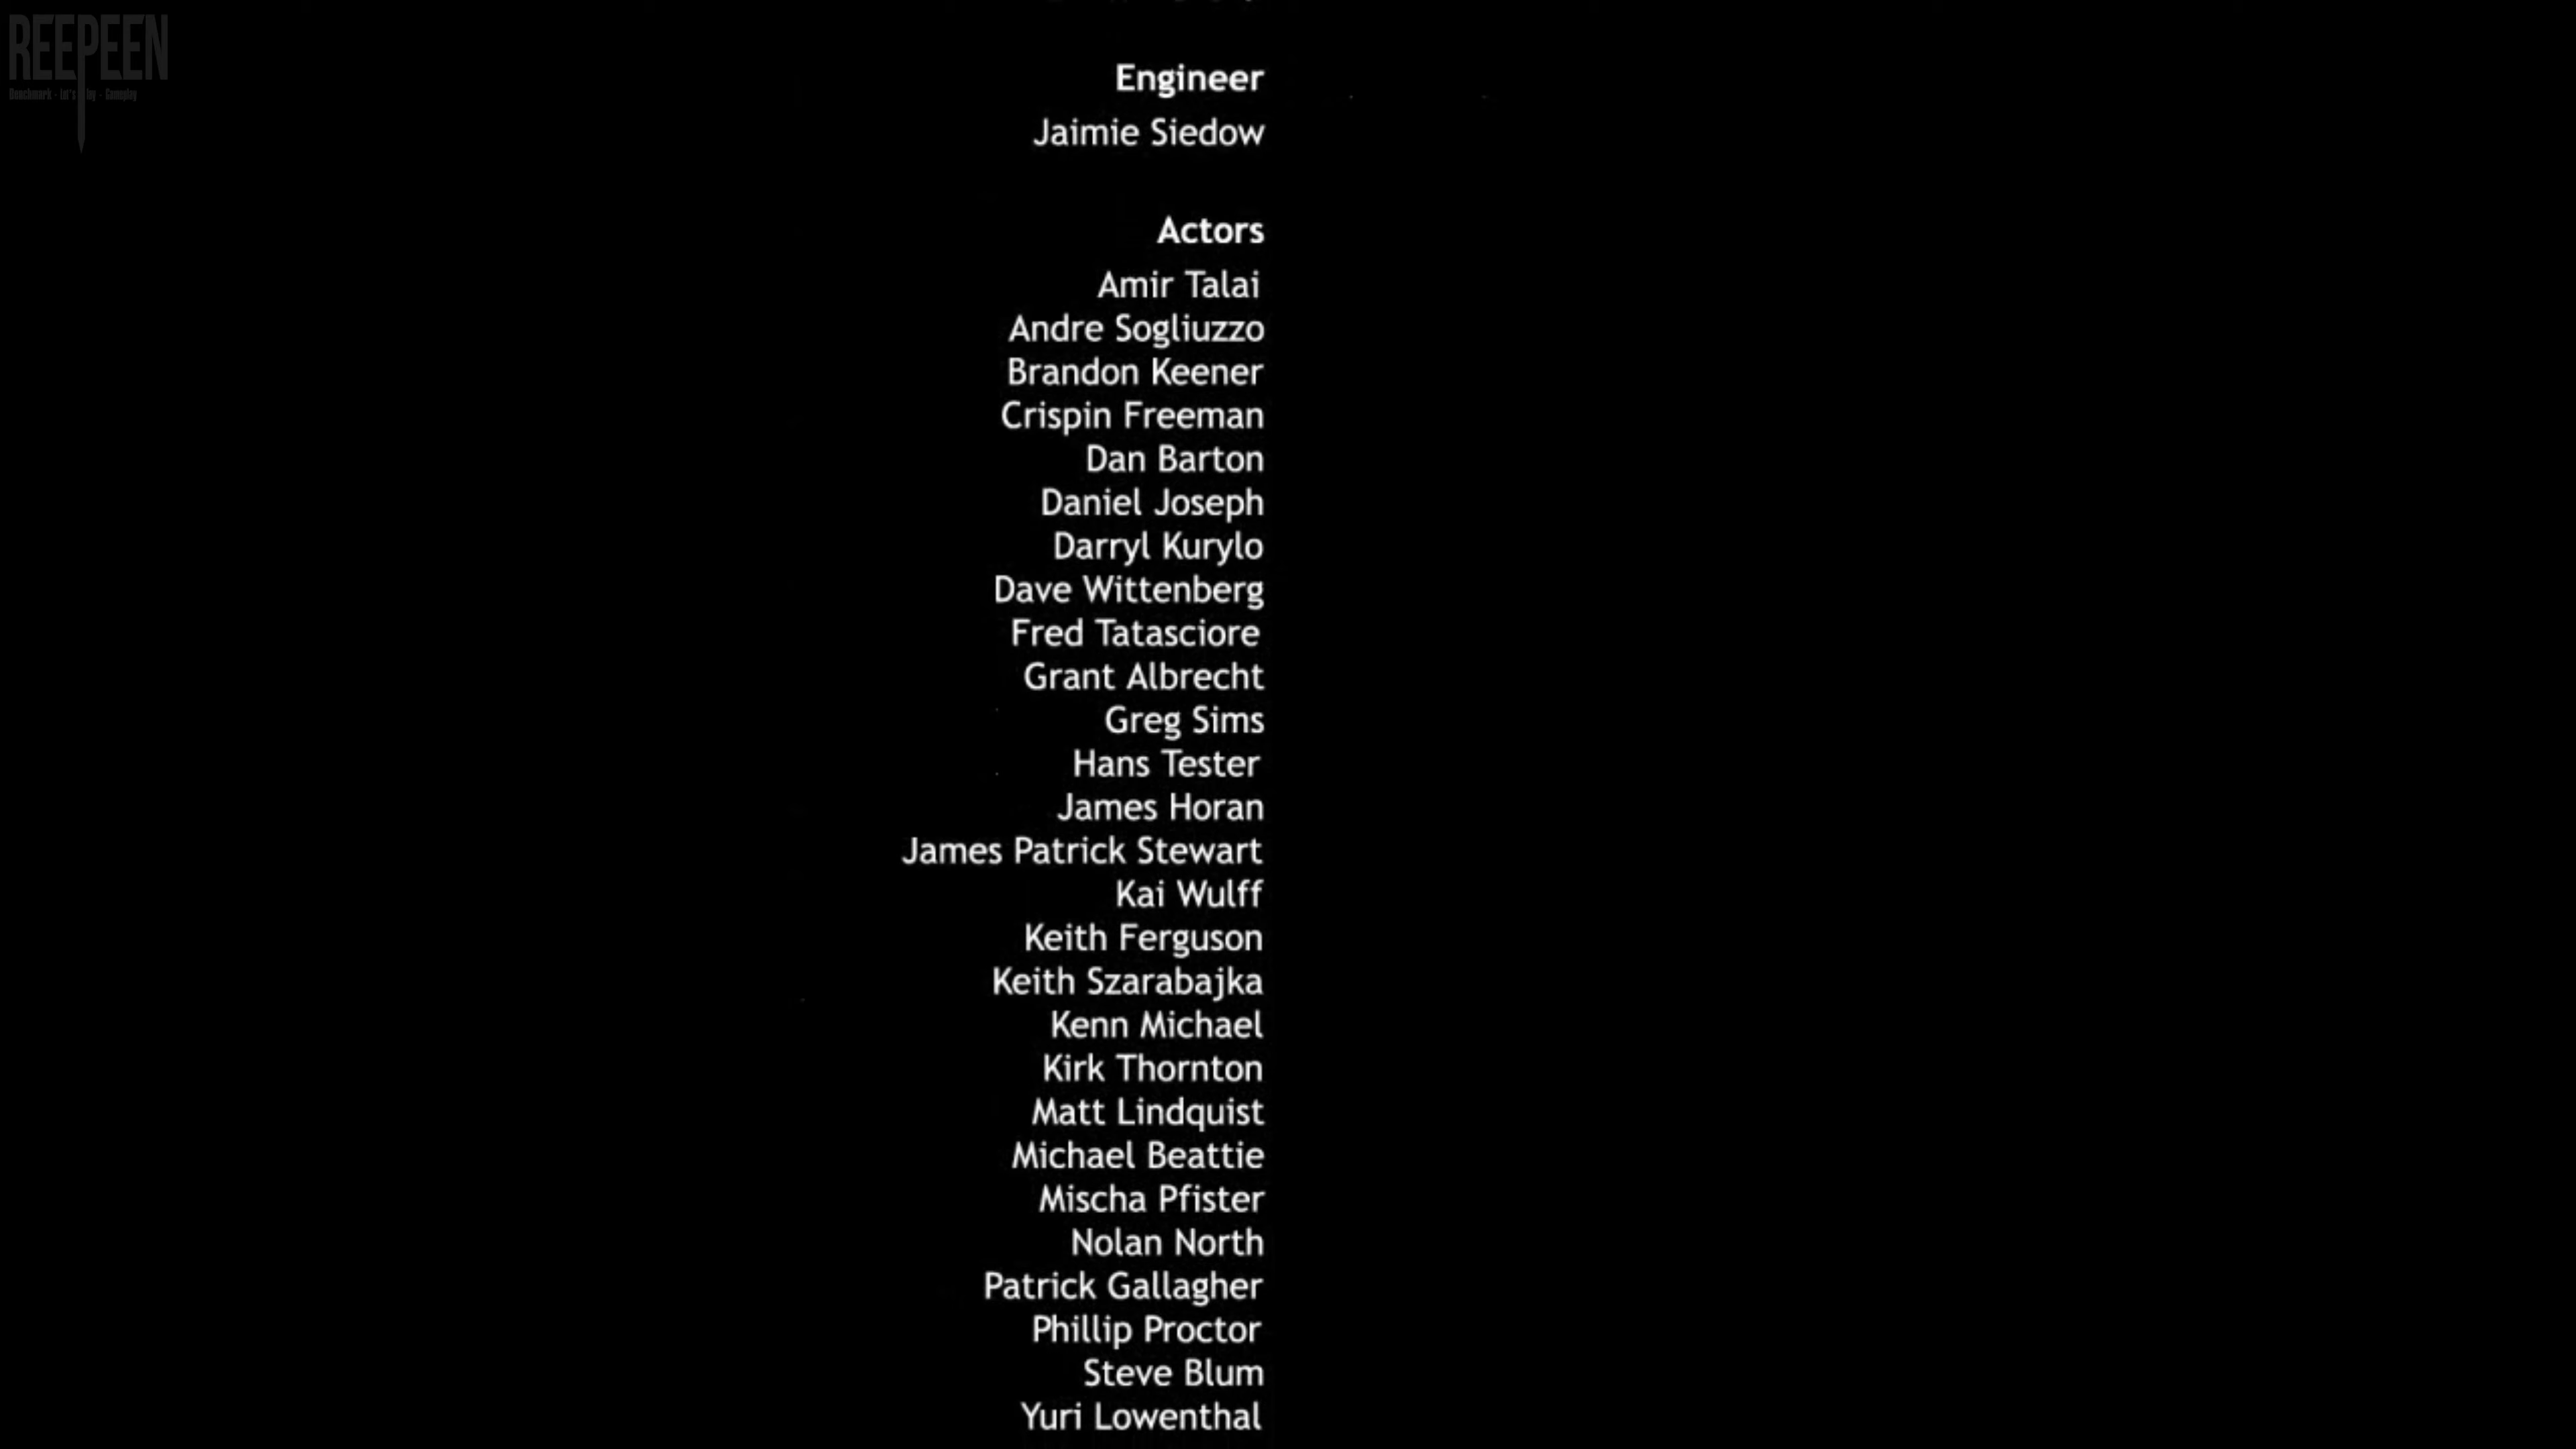 REEPEEN
Engineer
Jaimie Siedow
Actors
Amir Talai
Andre Sogliuzzo
Brandon Keener
Crispin Freeman
Dan Barton
Daniel Joseph
Darryl Kurylo
Dave Wittenberg
Fred Tatasciore
Grant Albrecht
Greg Sims
Hans Tester
James Horan
James Patrick Stewart
Kai Wulff
Keith Ferguson
Keith Szarabajka
Kenn Michael
Kirk Thornton
Matt Lindquist
Michael Beattie
Mischa Pfister
Nolan North
Patrick Gallagher
Phillip Proctor
Steve Blum
Yuri Lowenthal